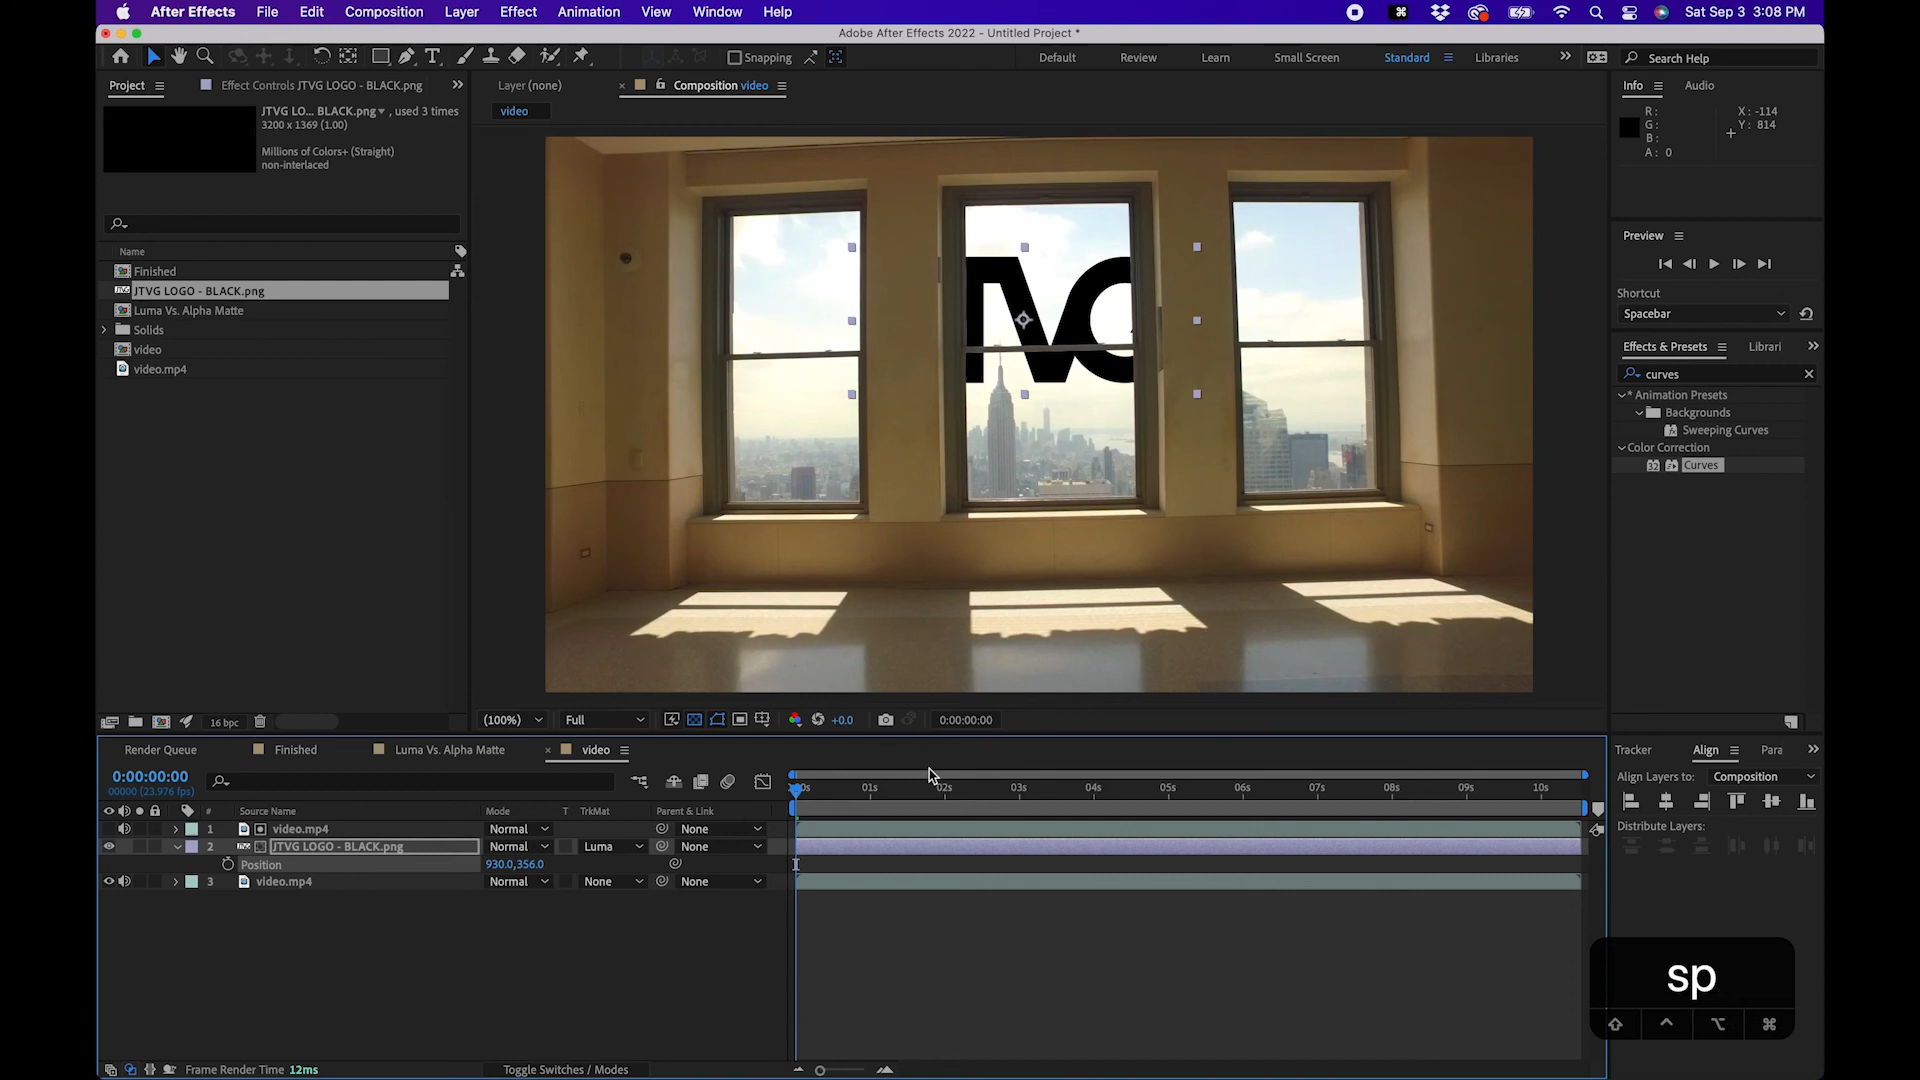 After Effects File Edit Composition Layer Effect Animation View Window Help Sat Sep 3 3:08 PM
Adobe After Effects 2022 - Untitled Project *
Snapping Default Review Learn Small Screen Standard Libraries Search Help
Project Effect Controls JTVG LOGO - BLACK.png Layer (none) Composition video Info Audio
JTVG LO... BLACK.png , used 3 times
3200 x 1369 (1.00)
Millions of Colors+ (Straight)
non-interlaced
video
R: X: -114
G: Y: 814
B:
A: 0
Name
Finished
JTVG LOGO - BLACK.png
Luma Vs. Alpha Matte
Solids
video
video.mp4
Preview
Shortcut
Spacebar
Effects & Presets Librari
curves
* Animation Presets
Backgrounds
Sweeping Curves
Color Correction
32 Curves
16 bpc (100%) Full +0.0 0:00:00:00
Render Queue Finished Luma Vs. Alpha Matte video Tracker Align Para
0:00:00:00
00000 (23.976 fps)
01s 02s 03s 04s 05s 06s 07s 08s 09s 10s
Align Layers to: Composition
Distribute Layers:
# Source Name Mode T TrkMat Parent & Link
1 video.mp4 Normal None
2 JTVG LOGO - BLACK.png Normal Luma None
Position 930.0,356.0
3 video.mp4 Normal None None
sp
Frame Render Time 12ms Toggle Switches / Modes